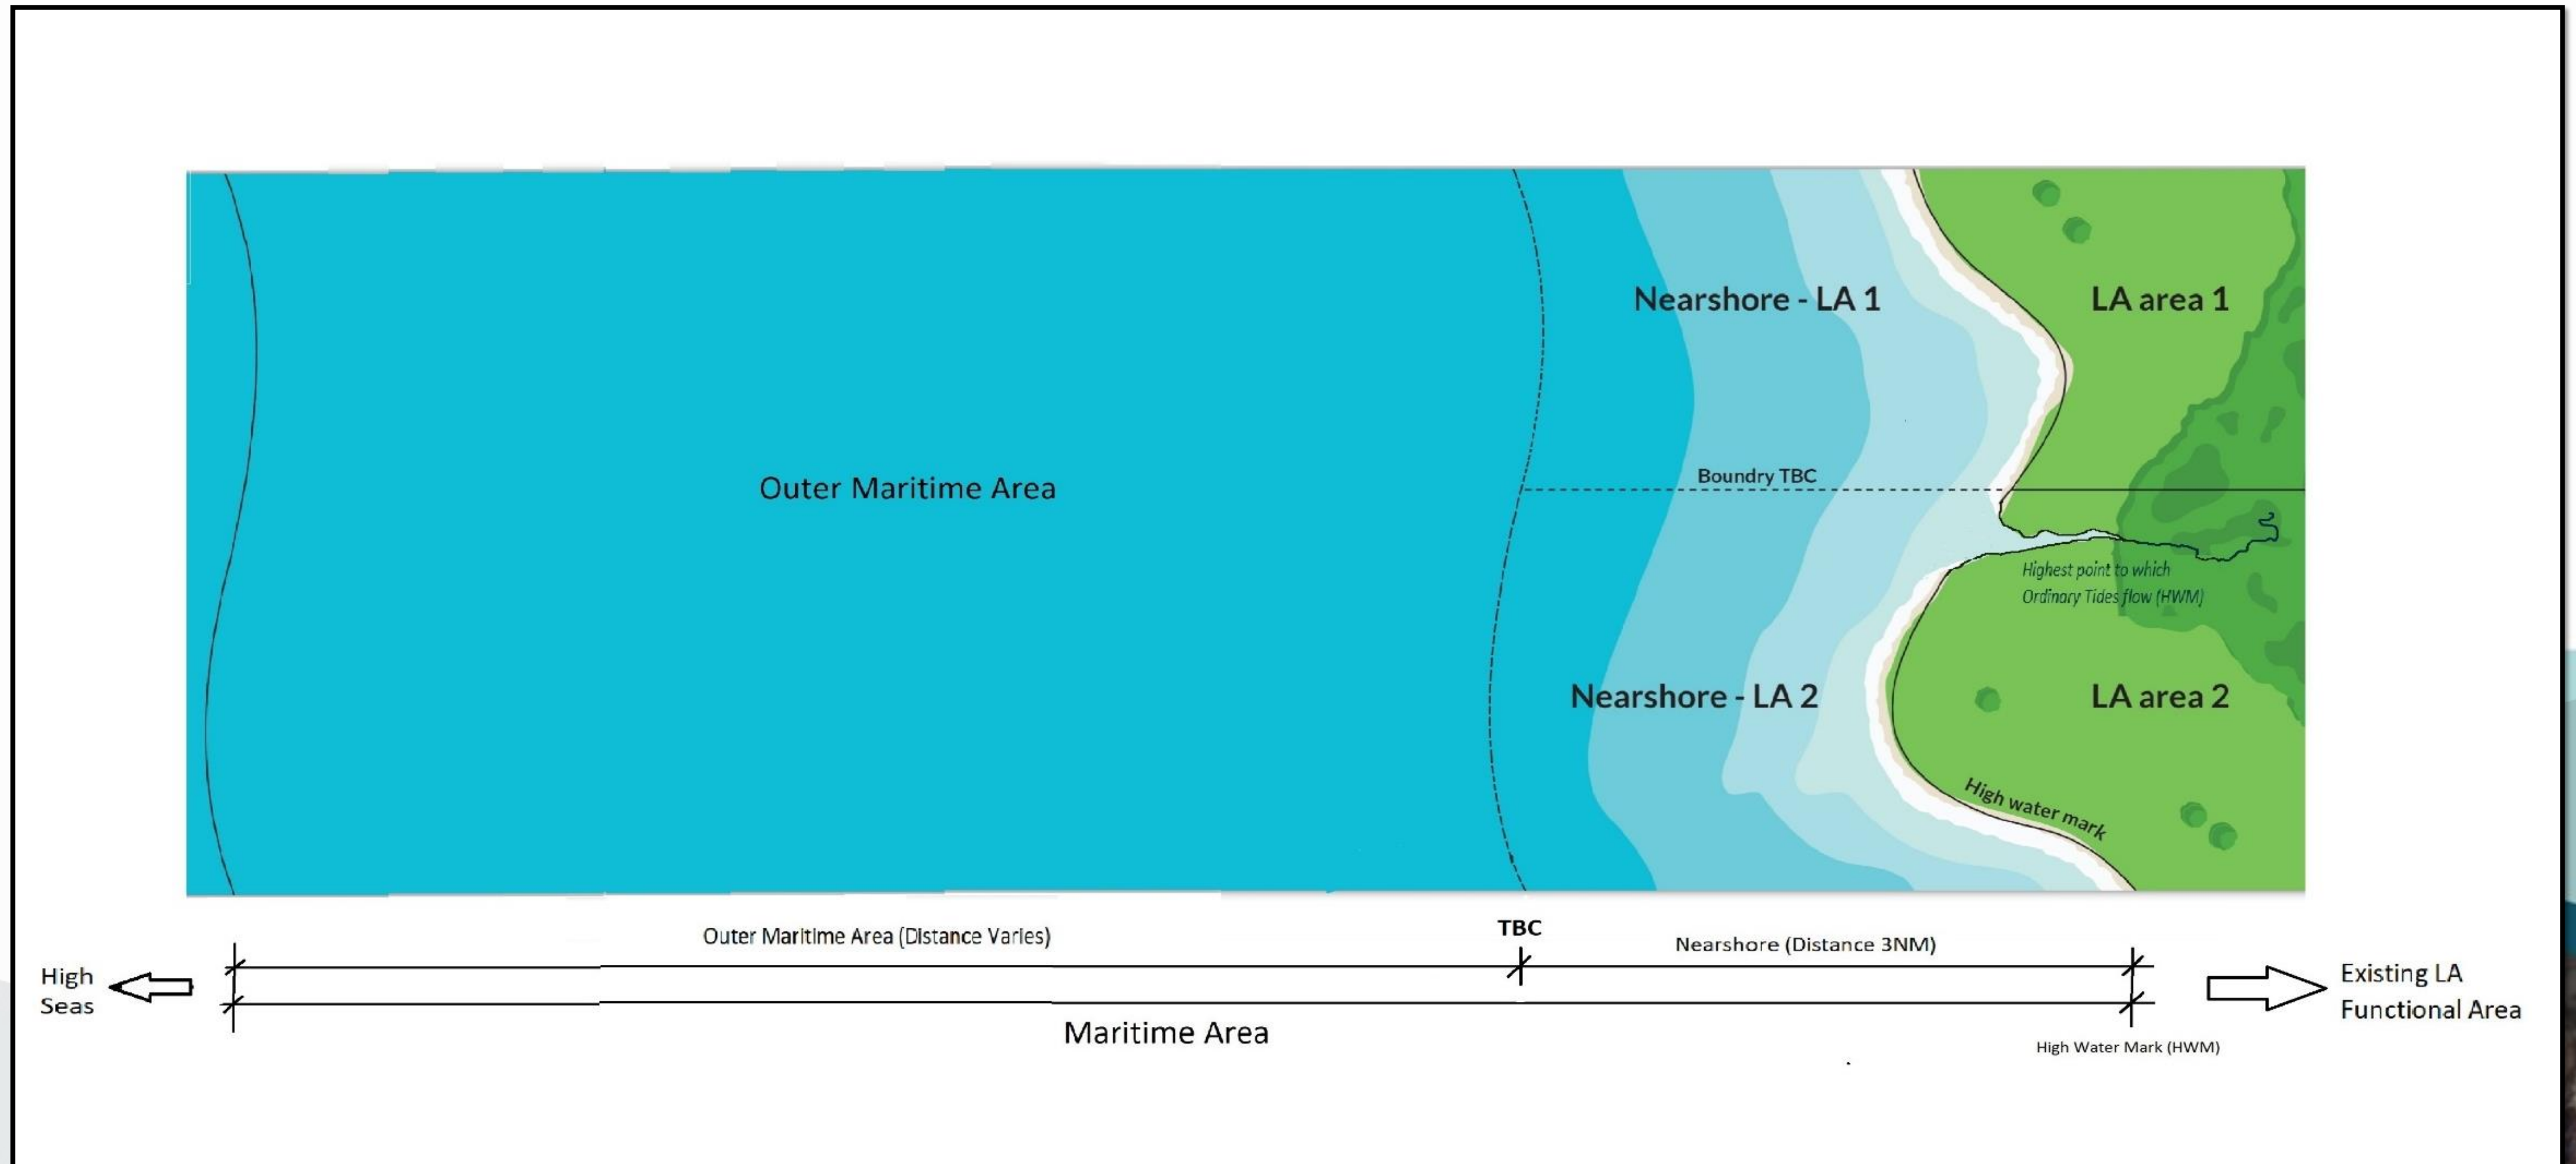 Nearshore - LA 1
LA area 1
Boundry TBC
Outer Maritime Area
Highest point to which
Ordinary Tides flow (HWM)
Nearshore - LA 2
LA area 2
High water mark
Outer Maritime Area (Distance Varies)
TBC
Nearshore (Distance 3NM)
High
Seas
Existing LA
Functional Area
Maritime Area
High Water Mark (HWM)